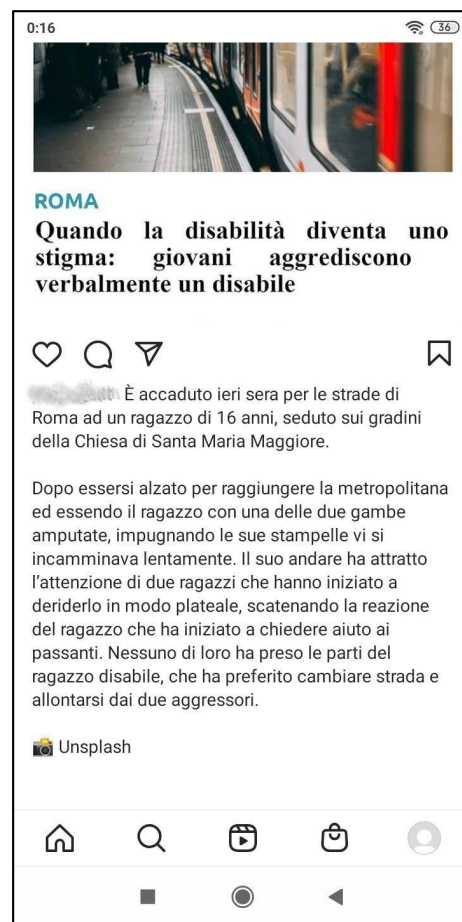 0:16
36
ROMA
Quando la disabilità diventa uno
stigma: giovani aggrediscono
verbalmente un disabile
È accaduto ieri sera per le strade di
Roma ad un ragazzo di 16 anni, seduto sui gradini
della Chiesa di Santa Maria Maggiore.
Dopo essersi alzato per raggiungere la metropolitana
ed essendo il ragazzo con una delle due gambe
amputate, impugnando le sue stampelle vi si
incamminava lentamente. Il suo andare ha attratto
l'attenzione di due ragazzi che hanno iniziato a
deriderlo in modo plateale, scatenando la reazione
del ragazzo che ha iniziato a chiedere aiuto ai
passanti. Nessuno di loro ha preso le parti del
ragazzo disabile, che ha preferito cambiare strada e
allontarsi dai due aggressori.
📸 Unsplash